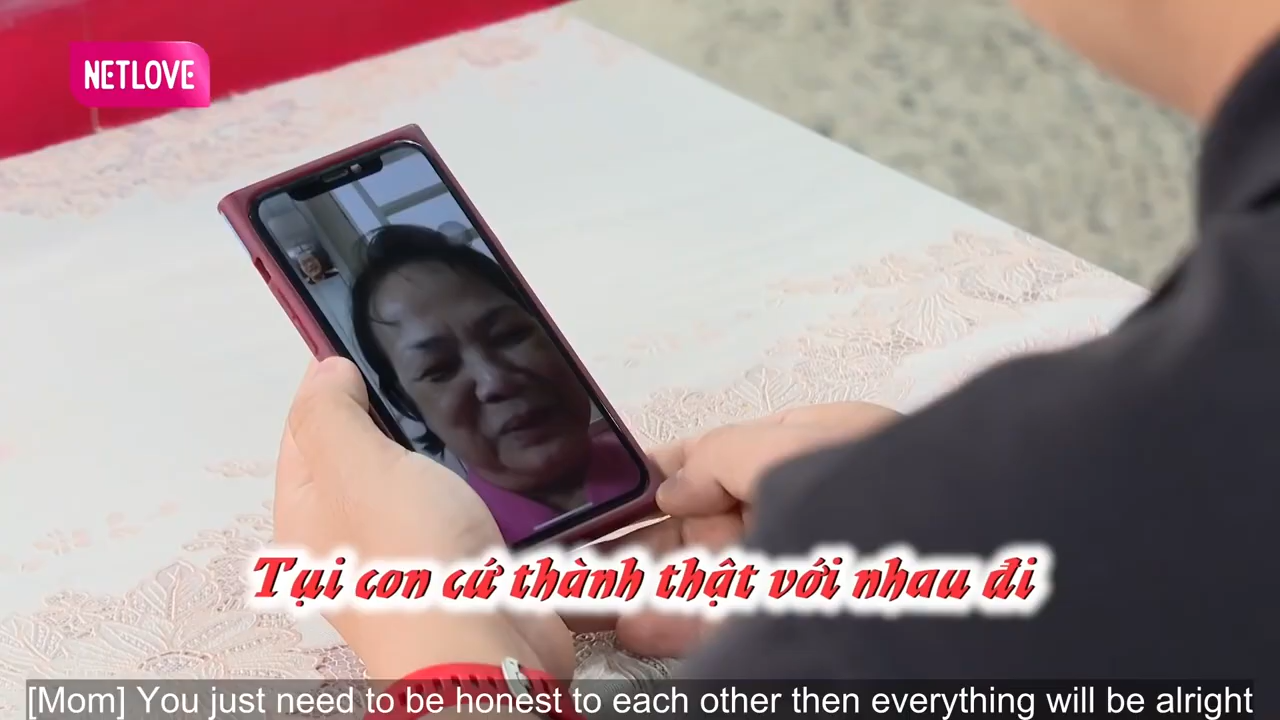 NETLOVE
Tụi con cứ thành thật với nhau đi
[Mom] You just need to be honest to each other then everything will be alright